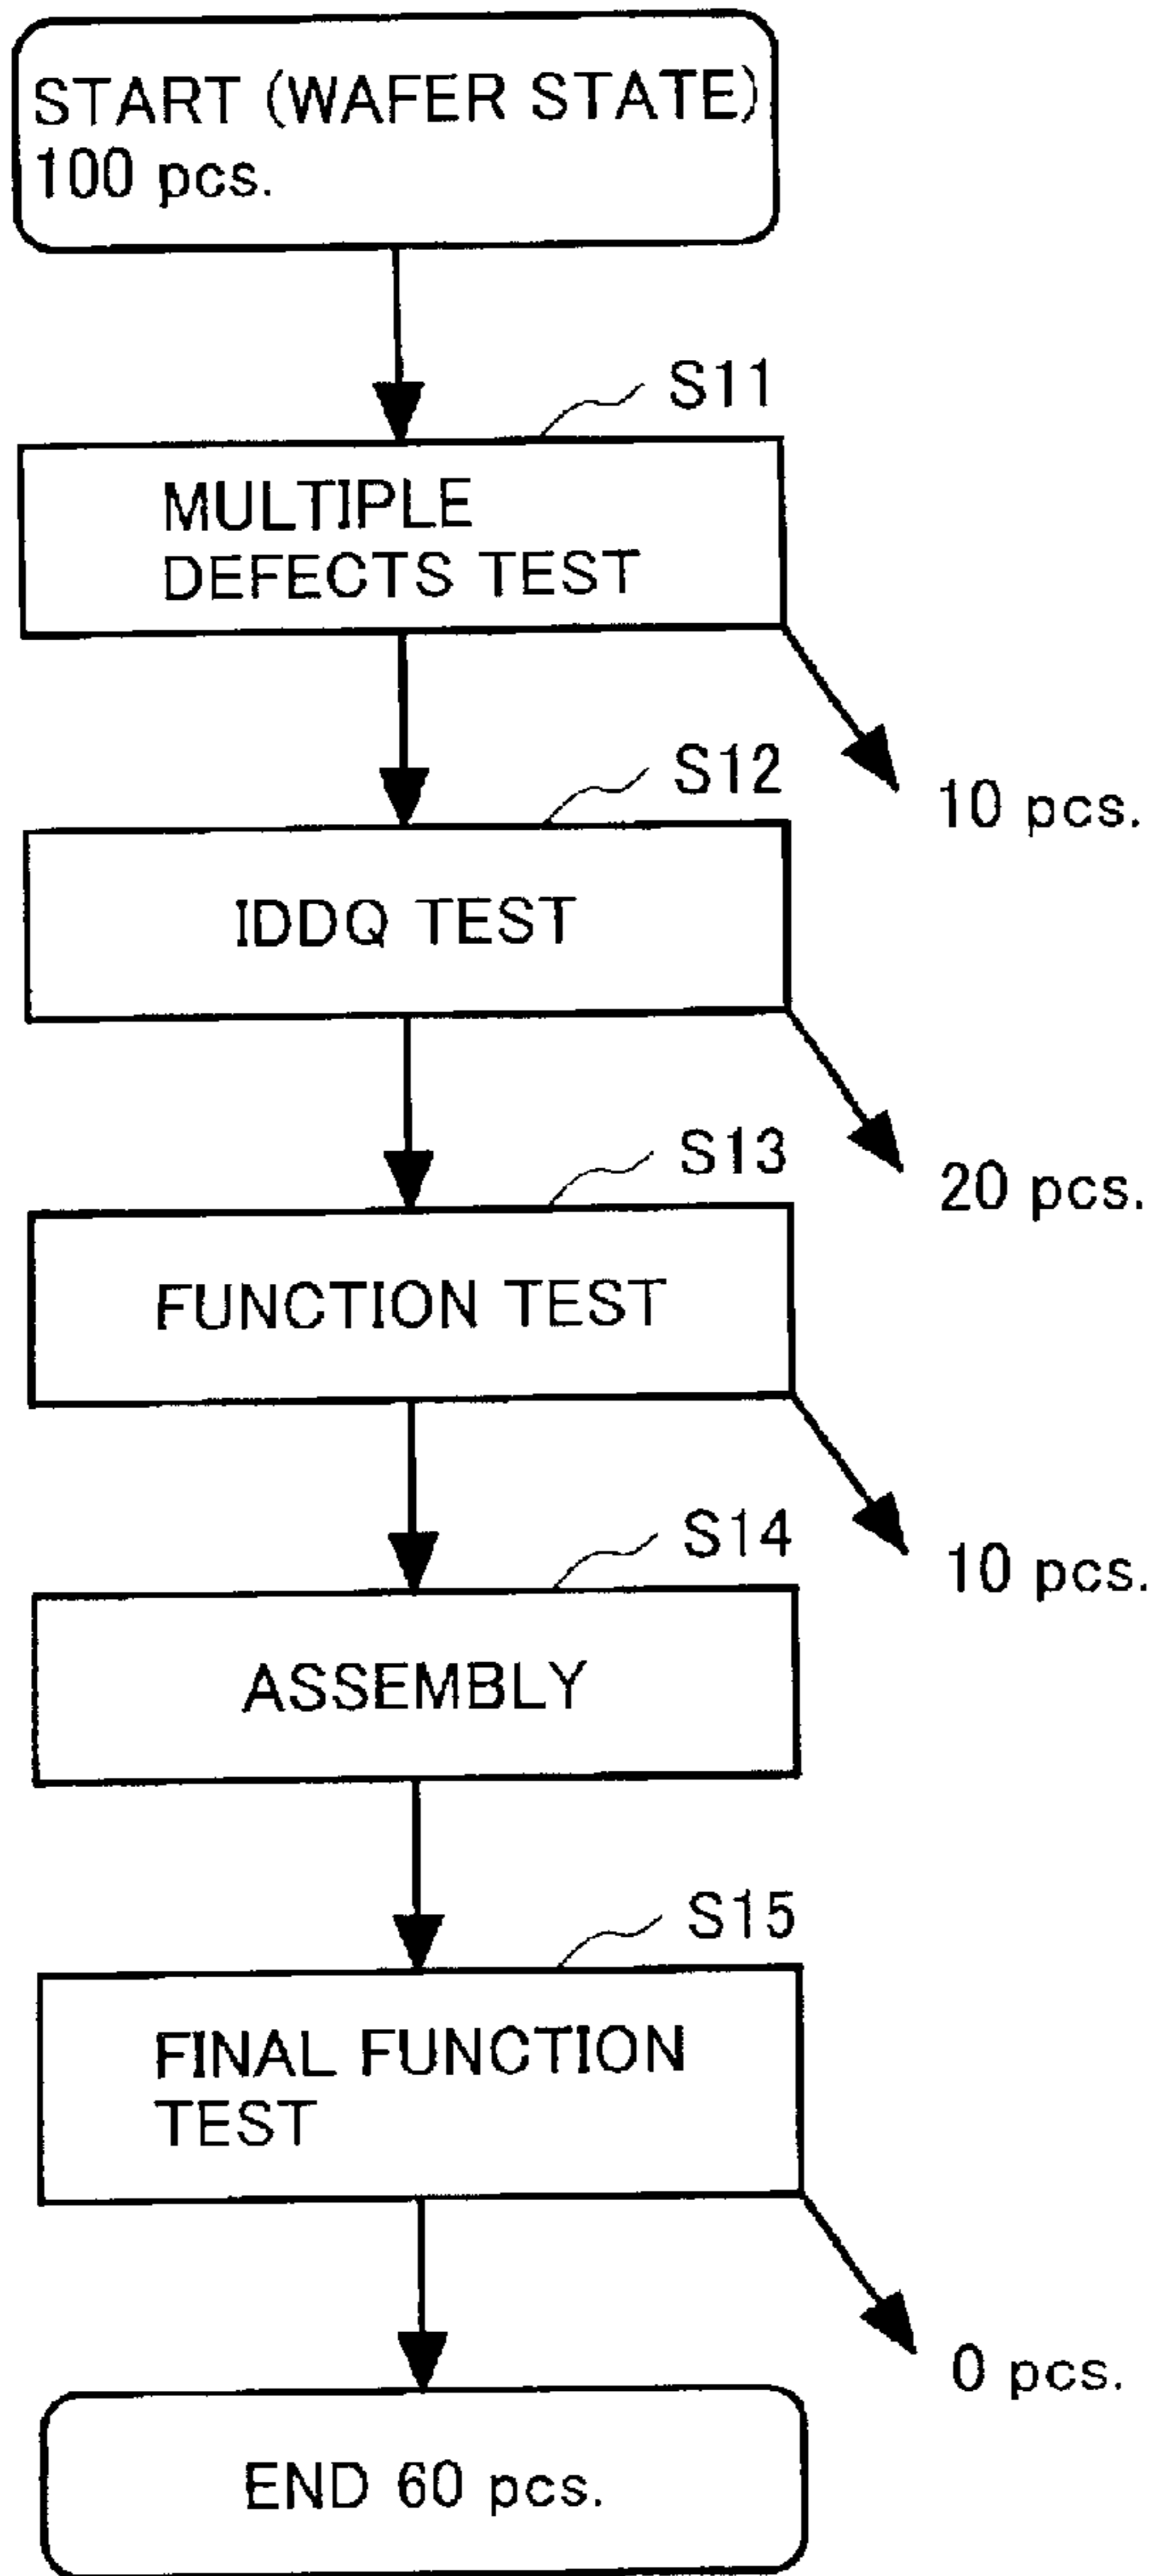 START (WAFER STATE)
100 pcs.
S11
MULTIPLE
DEFECTS TEST
10 pcs.
S12
IDDQ TEST
20 pcs.
S13
FUNCTION TEST
10 pcs.
S14
ASSEMBLY
S15
FINAL FUNCTION
TEST
0 pcs.
END 60 pcs.